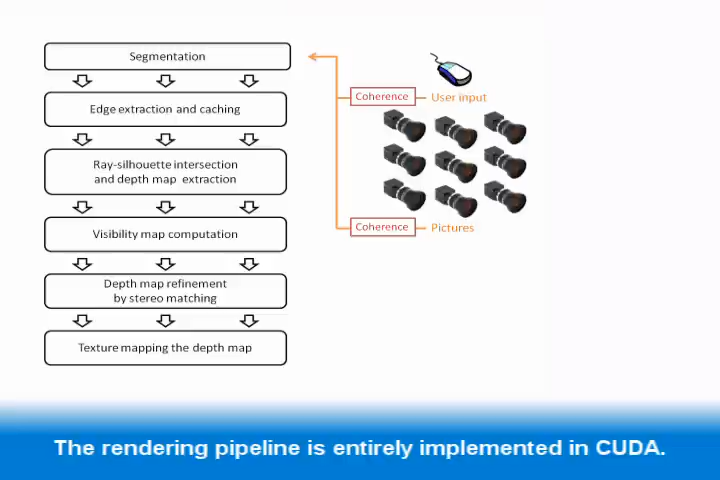 Segmentation
Edge extraction and caching
Ray-silhouette intersection
and depth map extraction
Visibility map computation
Depth map refinement
by stereo matching
Texture mapping the depth map
Coherence
User input
Coherence
Pictures
The rendering pipeline is entirely implemented in CUDA.